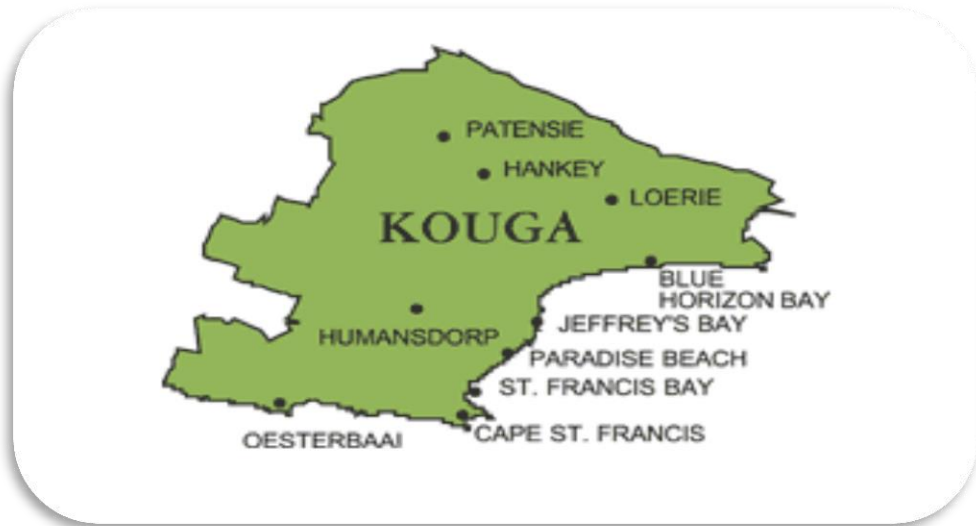 PATENSIE
HANKEY
LOERIE
KOUGA
BLUE
HORIZON BAY
HUMANSDORP
JEFFREY'S BAY
PARADISE BEACH
ST. FRANCIS BAY
OESTERBAAI
CAPE ST. FRANCIS